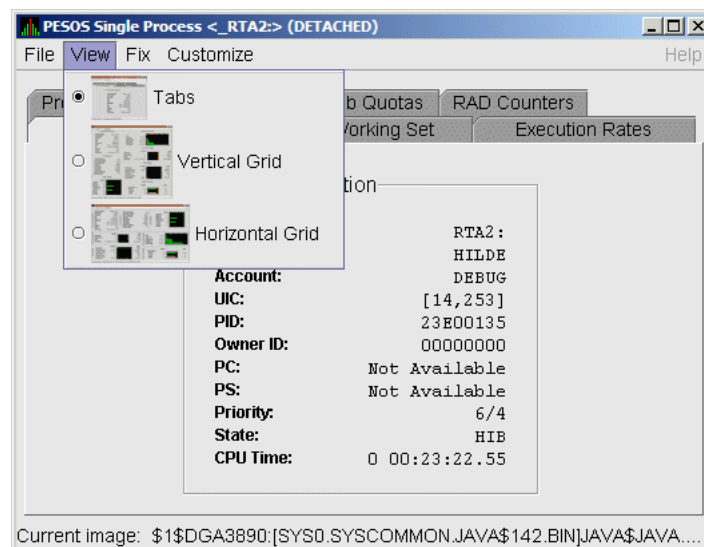 PESOS Single Process <_RTA2:> (DETACHED)
File View Fix Customize Help
Tabs
Vertical Grid
Horizontal Grid
Quotas RAD Counters
Set Execution Rates
RTA2:
HILDE
Account: DEBUG
UIC: [14,253]
PID: 23E00135
Owner ID: 00000000
PC: Not Available
PS: Not Available
Priority: 6/4
State: HIB
CPU Time: 0 00:23:22.55
Current image: $1$DGA3890:[SYS0.SYSCOMMON.JAVA$142.BIN]JAVA$JAVA....